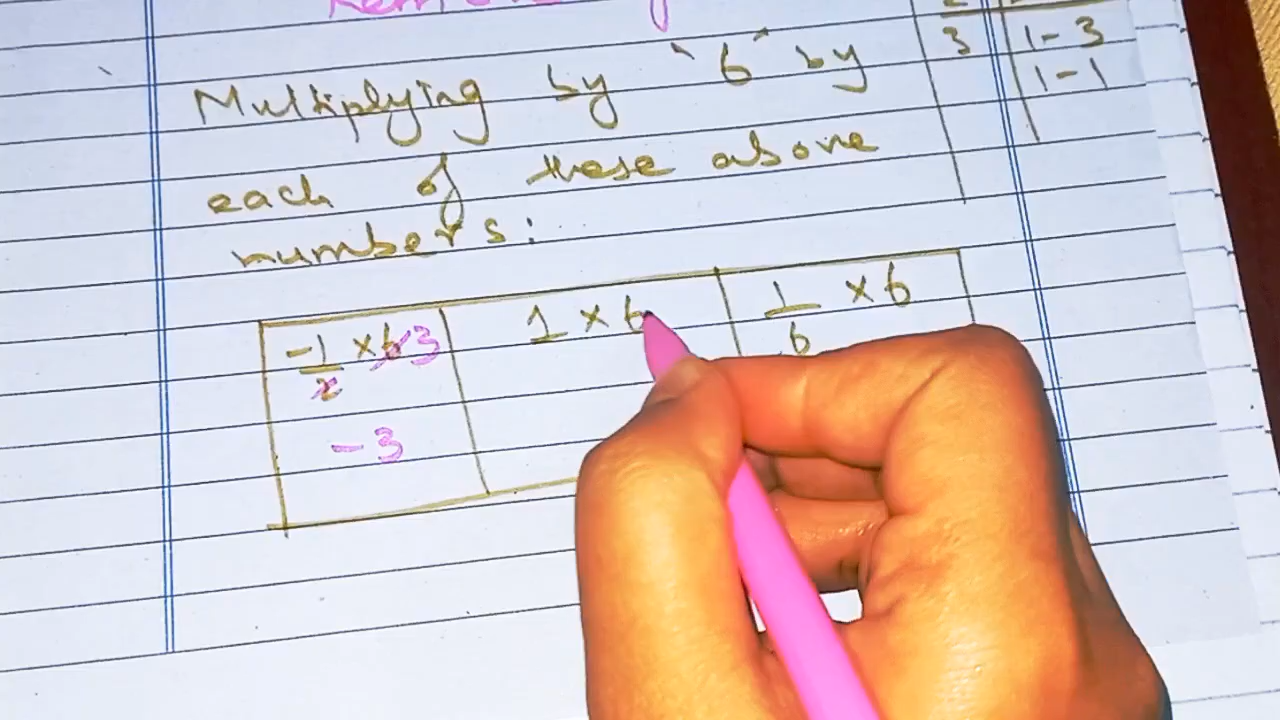 3 | 1 - 3
1 - 1
Multiplying by "6" by
each of these above
numbers:
-1/2 × 6 3 | 1 × 6 | 1/6 × 6
-3